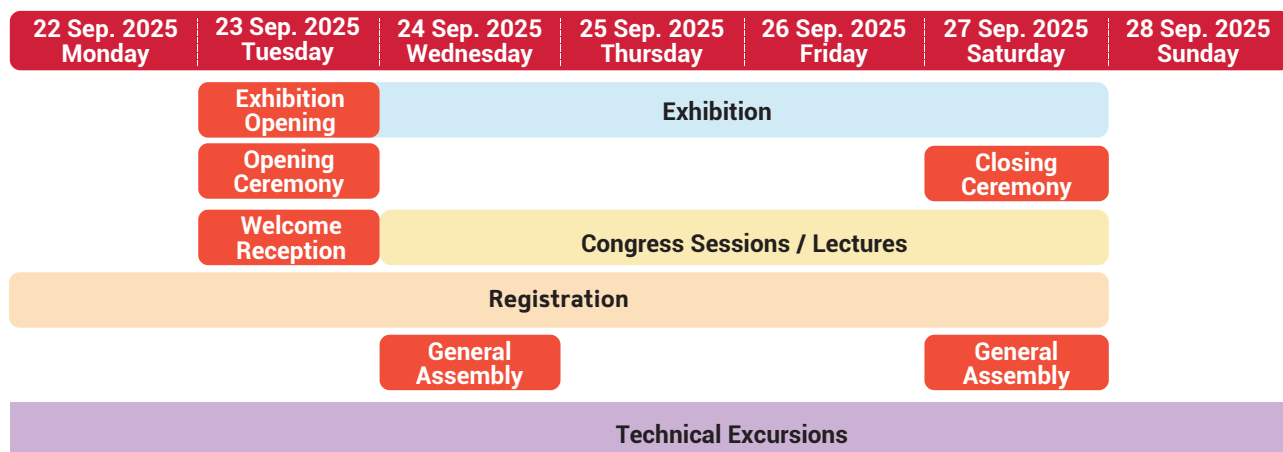 22 Sep. 2025
Monday
23 Sep. 2025
Tuesday
24 Sep. 2025
Wednesday
25 Sep. 2025
Thursday
26 Sep. 2025
Friday
27 Sep. 2025
Saturday
28 Sep. 2025
Sunday
Exhibition
Opening
Exhibition
Opening
Ceremony
Closing
Ceremony
Welcome
Reception
Congress Sessions / Lectures
Registration
General
Assembly
General
Assembly
Technical Excursions